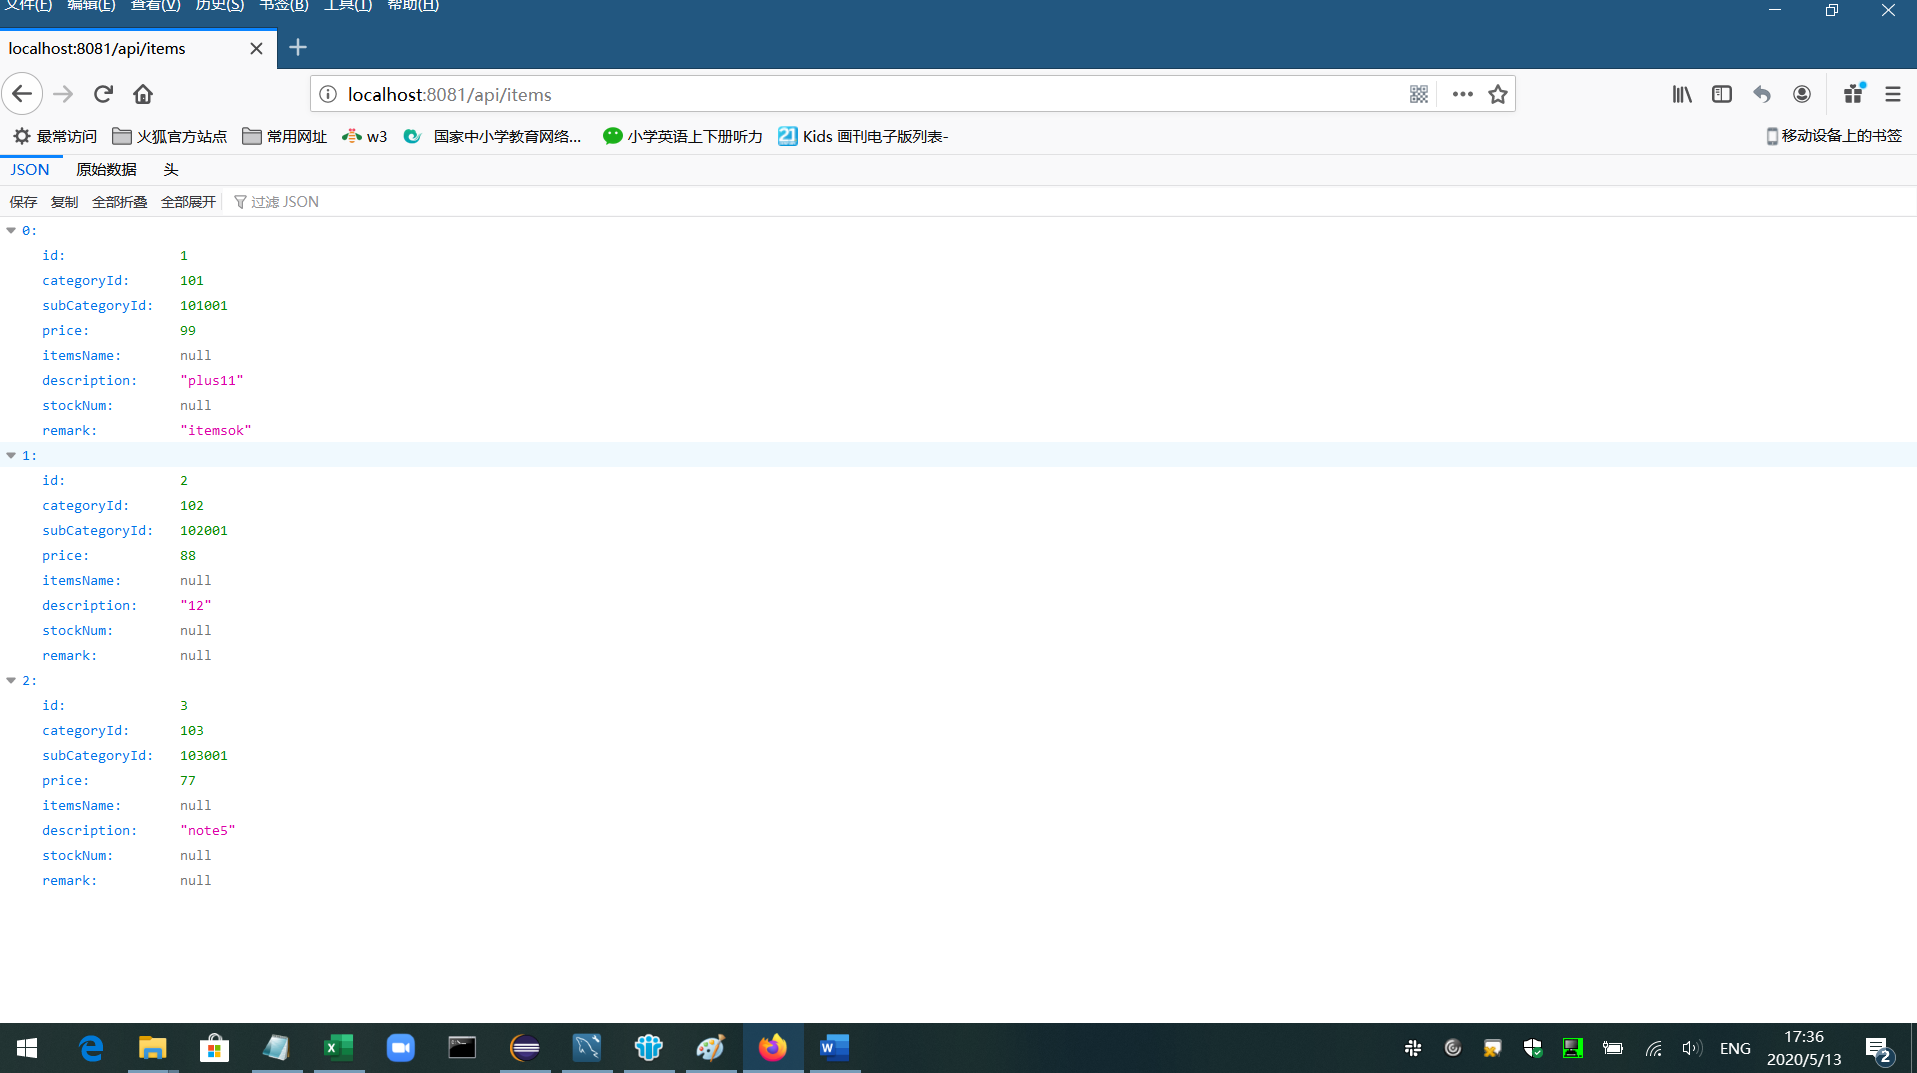 文件(F) 编辑(E) 查看(V) 历史(S) 书签(B) 工具(T) 帮助(H)
localhost:8081/api/items
localhost:8081/api/items
最常访问 火狐官方站点 常用网址 w3 国家中小学教育网络... 小学英语上下册听力 21 Kids 画刊电子版列表- 移动设备上的书签
JSON 原始数据 头
保存 复制 全部折叠 全部展开 过滤 JSON
0:
id: 1
categoryId: 101
subCategoryId: 101001
price: 99
itemsName: null
description: "plus11"
stockNum: null
remark: "itemsok"
1:
id: 2
categoryId: 102
subCategoryId: 102001
price: 88
itemsName: null
description: "12"
stockNum: null
remark: null
2:
id: 3
categoryId: 103
subCategoryId: 103001
price: 77
itemsName: null
description: "note5"
stockNum: null
remark: null
ENG 17:36
2020/5/13
2